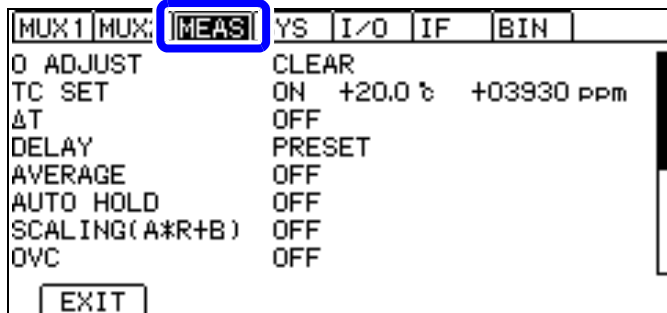 MUX1 MUX2 MEAS YS I/O IF BIN
0 ADJUST CLEAR
TC SET ON +20.0 ℃ +03930 ppm
ΔT OFF
DELAY PRESET
AVERAGE OFF
AUTO HOLD OFF
SCALING(A*R+B) OFF
OVC OFF
EXIT